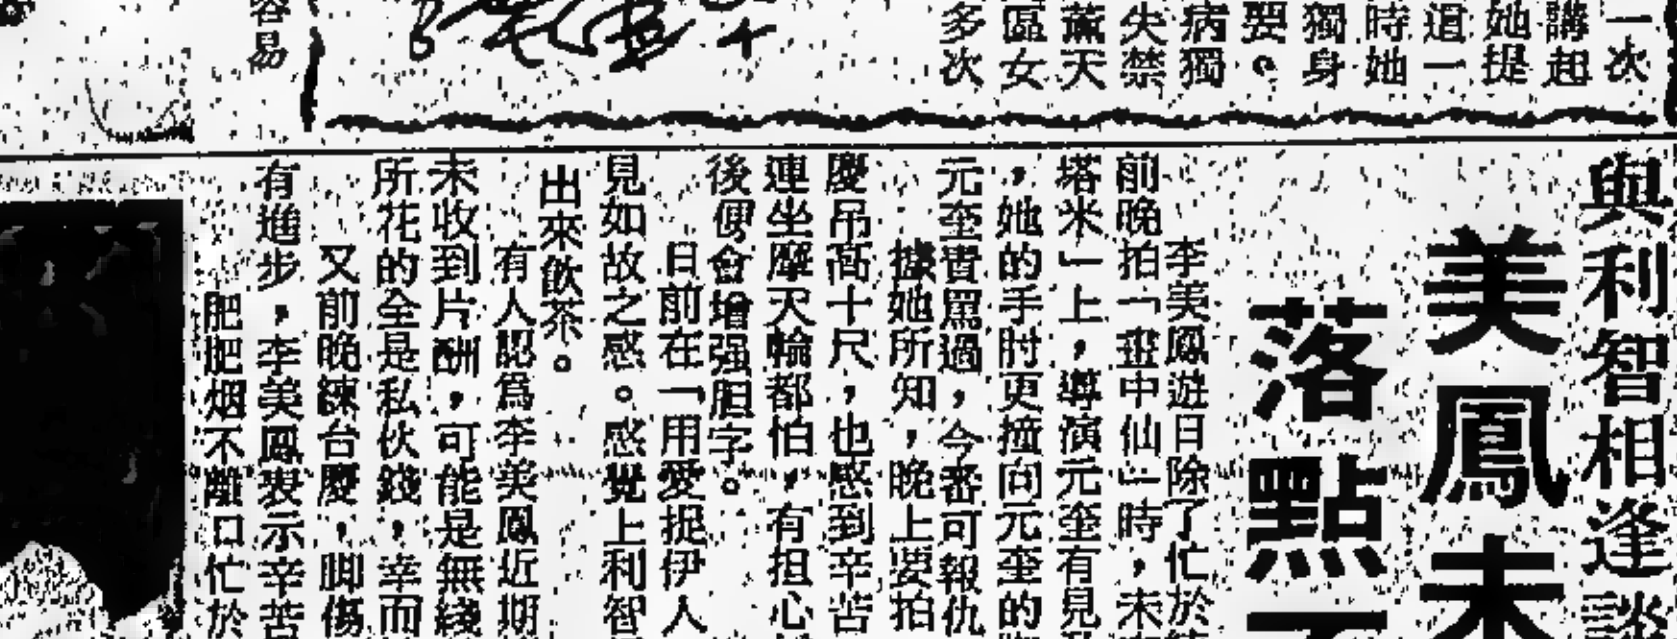 一次
講起
她提
這一
時她
獨身
要。
病獨
失禁
薰天
區女
多次
容易
與利智相逢談
美鳳未
落點
李美鳳遊日除了忙於
前晚拍「畫中仙」時，未
塔米」上，導演元奎有見
，她的手肘更撞向元奎的
元奎責罵過，今番可報仇
據她所知，晚上要拍
慶吊高十尺，也感到辛苦
連坐摩天輪都怕，有担心
後便會增强胆字。
日前在「用愛捉伊人
見如故之感。感覺上利智
出來飲茶。
有人認爲李美鳳近期
未收到片酬，可能是無綫
所花的全是私伙錢，幸而
又前晚練台慶，脚傷
有進步，李美鳳表示辛苦
肥肥烟不離口忙於